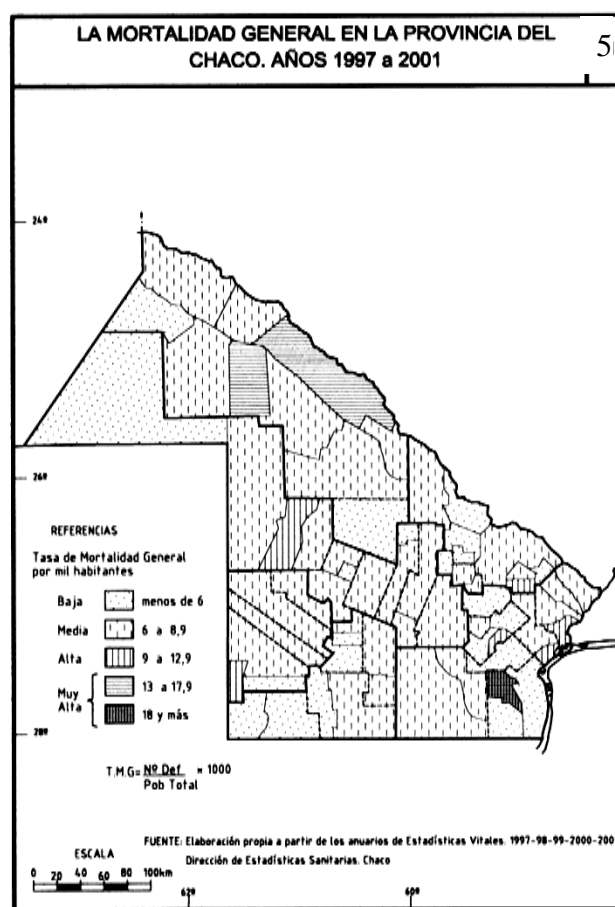 LA MORTALIDAD GENERAL EN LA PROVINCIA DEL
CHACO. AÑOS 1997 a 2001
24º
26º
REFERENCIAS
Tasa de Mortalidad General
por mil habitantes
Baja menos de 6
Media 6 a 8,9
Alta 9 a 12,9
Muy
Alta
13 a 17,9
18 y más
28º
T.M.G= Nº Def × 1000
Pob Total
FUENTE: Elaboración propia a partir de los anuarios de Estadísticas Vitales. 1997-98-99-2000-200
Dirección de Estadísticas Sanitarias. Chaco
ESCALA
0 20 40 60 80 100km
62º 60º